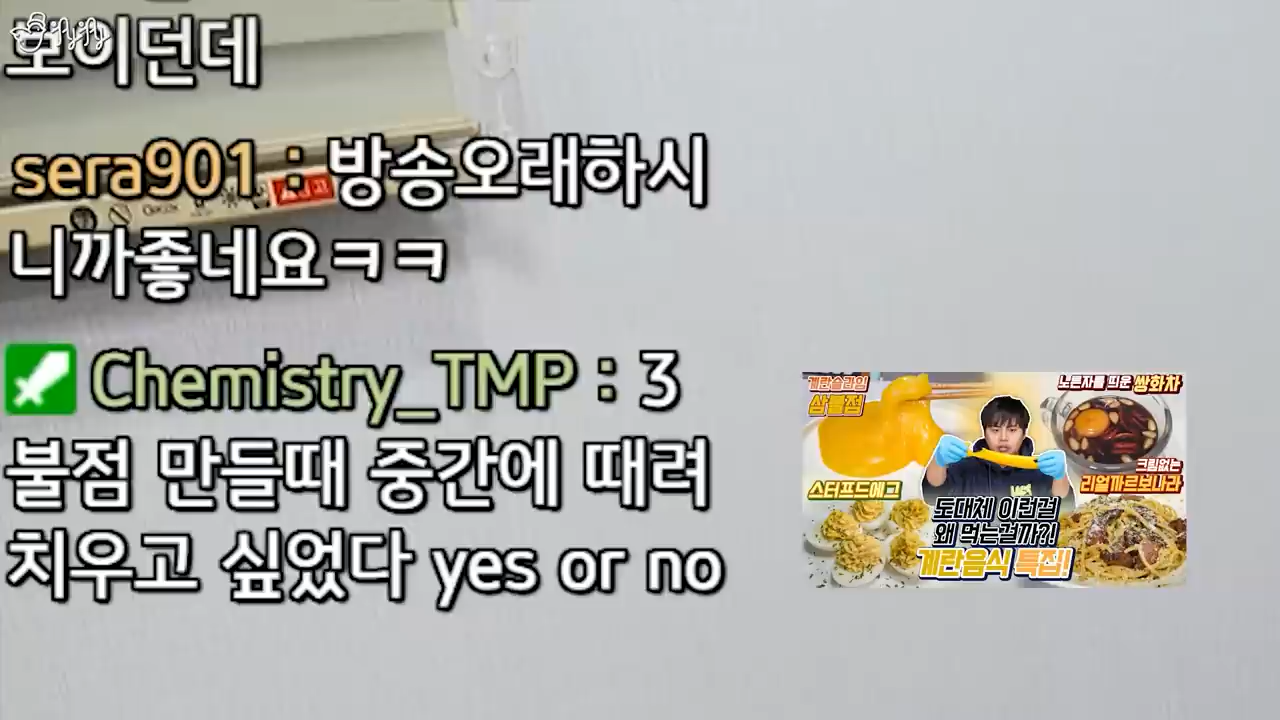 보이던데
sera901 : 방송오래하시
니까좋네요ㅋㅋ
Chemistry_TMP : 3
불점 만들때 중간에 때려
치우고 싶었다 yes or no
계란슬라임
삼불점
노른자를 띄운 쌍화차
스터프드에그
크림없는
리얼까르보나라
도대체 이런걸
왜 먹는걸까?!
계란음식 특집!